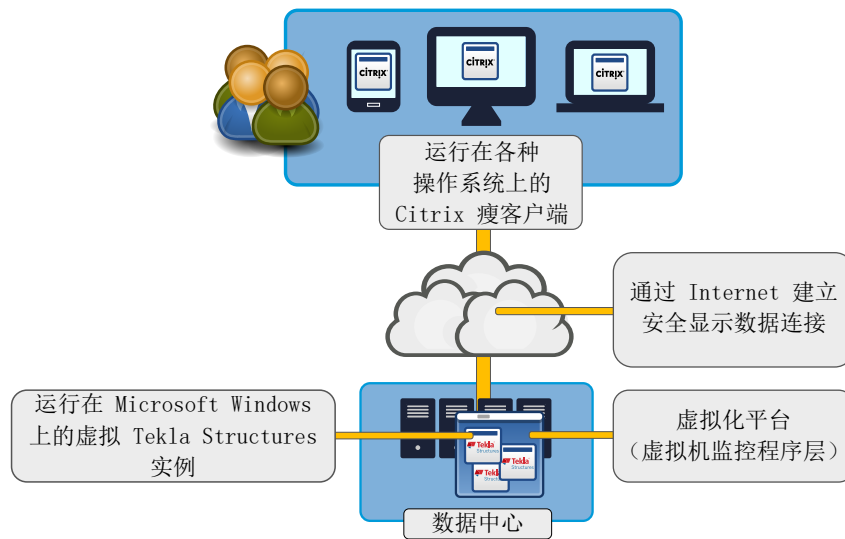 CITRIX
CITRIX
CITRIX
运行在各种
操作系统上的
Citrix 瘦客户端
通过 Internet 建立
安全显示数据连接
运行在 Microsoft Windows
上的虚拟 Tekla Structures
实例
虚拟化平台
（虚拟机监控程序层）
Tekla
Structures
Tekla
Structures
Tekla
Structures
数据中心